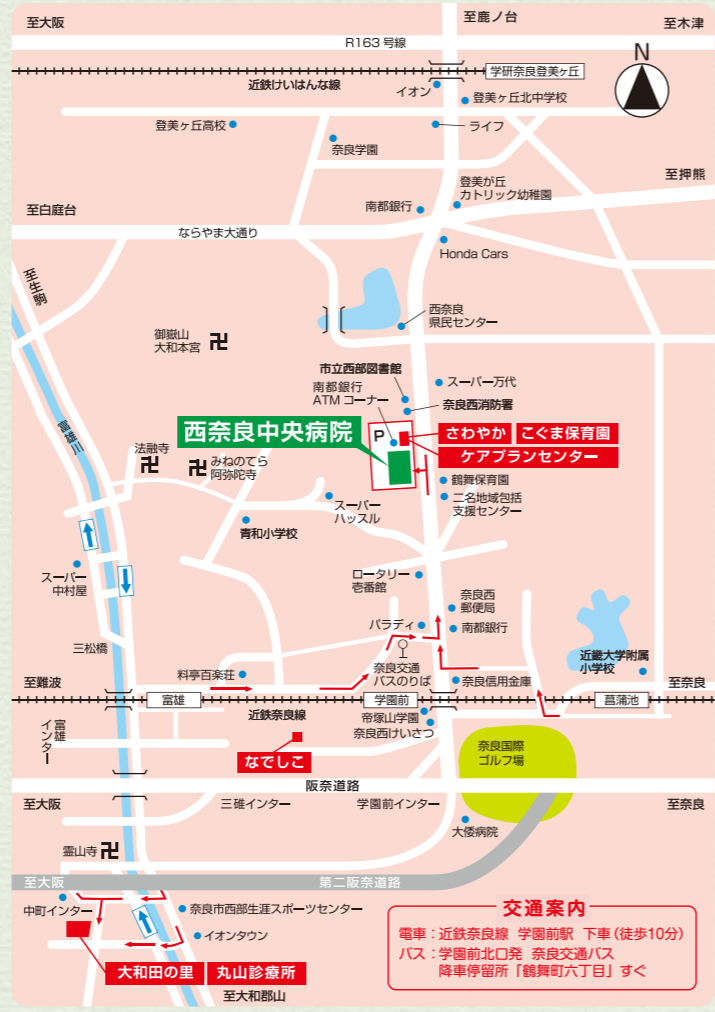 至大阪
至鹿ノ台
至木津
R163号線
N
近鉄けいはんな線
学研奈良登美ヶ丘
イオン
登美ヶ丘北中学校
登美ヶ丘高校
ライフ
奈良学園
至押熊
登美が丘
カトリック幼稚園
至白庭台
南都銀行
ならやま大通り
Honda Cars
至生駒
西奈良
県民センター
御嶽山
大和本宮
市立西部図書館
南都銀行
ATMコーナー
スーパー万代
奈良西消防署
富雄川
西奈良中央病院
P
さわやか
こぐま保育園
ケアプランセンター
法融寺
みねのてら
阿弥陀寺
鶴舞保育園
二名地域包括
支援センター
スーパー
ハッスル
青和小学校
スーパー
中村屋
ロータリー
壱番館
奈良西
郵便局
パラディ
南都銀行
三松橋
近畿大学附属
小学校
至難波
料亭百楽荘
奈良交通
バスのりば
奈良信用金庫
至奈良
富雄
学園前
菖蒲池
近鉄奈良線
帝塚山学園
奈良西けいさつ
富雄
インター
なでしこ
奈良国際
ゴルフ場
阪奈道路
至大阪
三碓インター
学園前インター
至奈良
大倭病院
霊山寺
至大阪
第二阪奈道路
中町インター
奈良市西部生涯スポーツセンター
イオンタウン
大和田の里
丸山診療所
至大和郡山
交通案内
電車：近鉄奈良線 学園前駅 下車（徒歩10分）
バス：学園前北口発 奈良交通バス
降車停留所「鶴舞町六丁目」すぐ